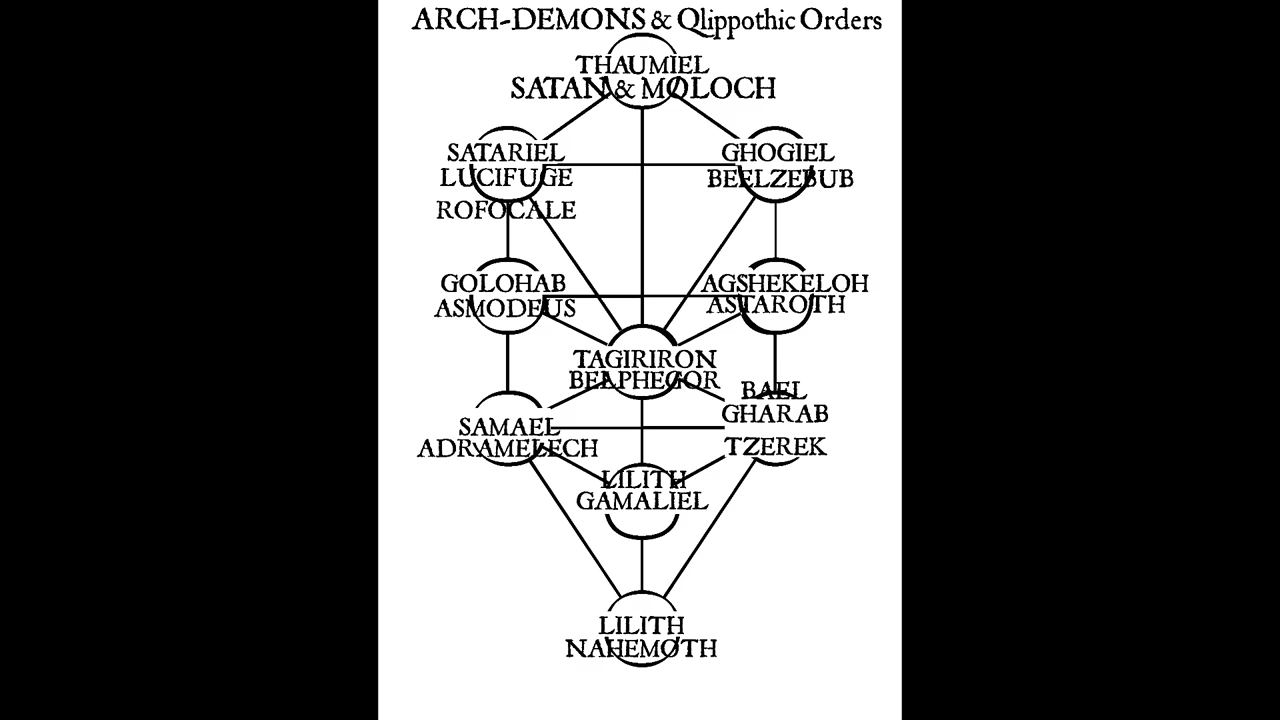 ARCH-DEMONS & Qlippothic Orders
THAUMIEL
SATAN & MOLOCH
SATARIEL
LUCIFUGE
ROFOCALE
GHOGIEL
BEELZEBUB
GOLOHAB
ASMODEUS
AGSHEKELOH
ASTAROTH
TAGIRIRON
BELPHEGOR
BAEL
GHARAB
TZEREK
SAMAEL
ADRAMELECH
LILITH
GAMALIEL
LILITH
NAHEMOTH